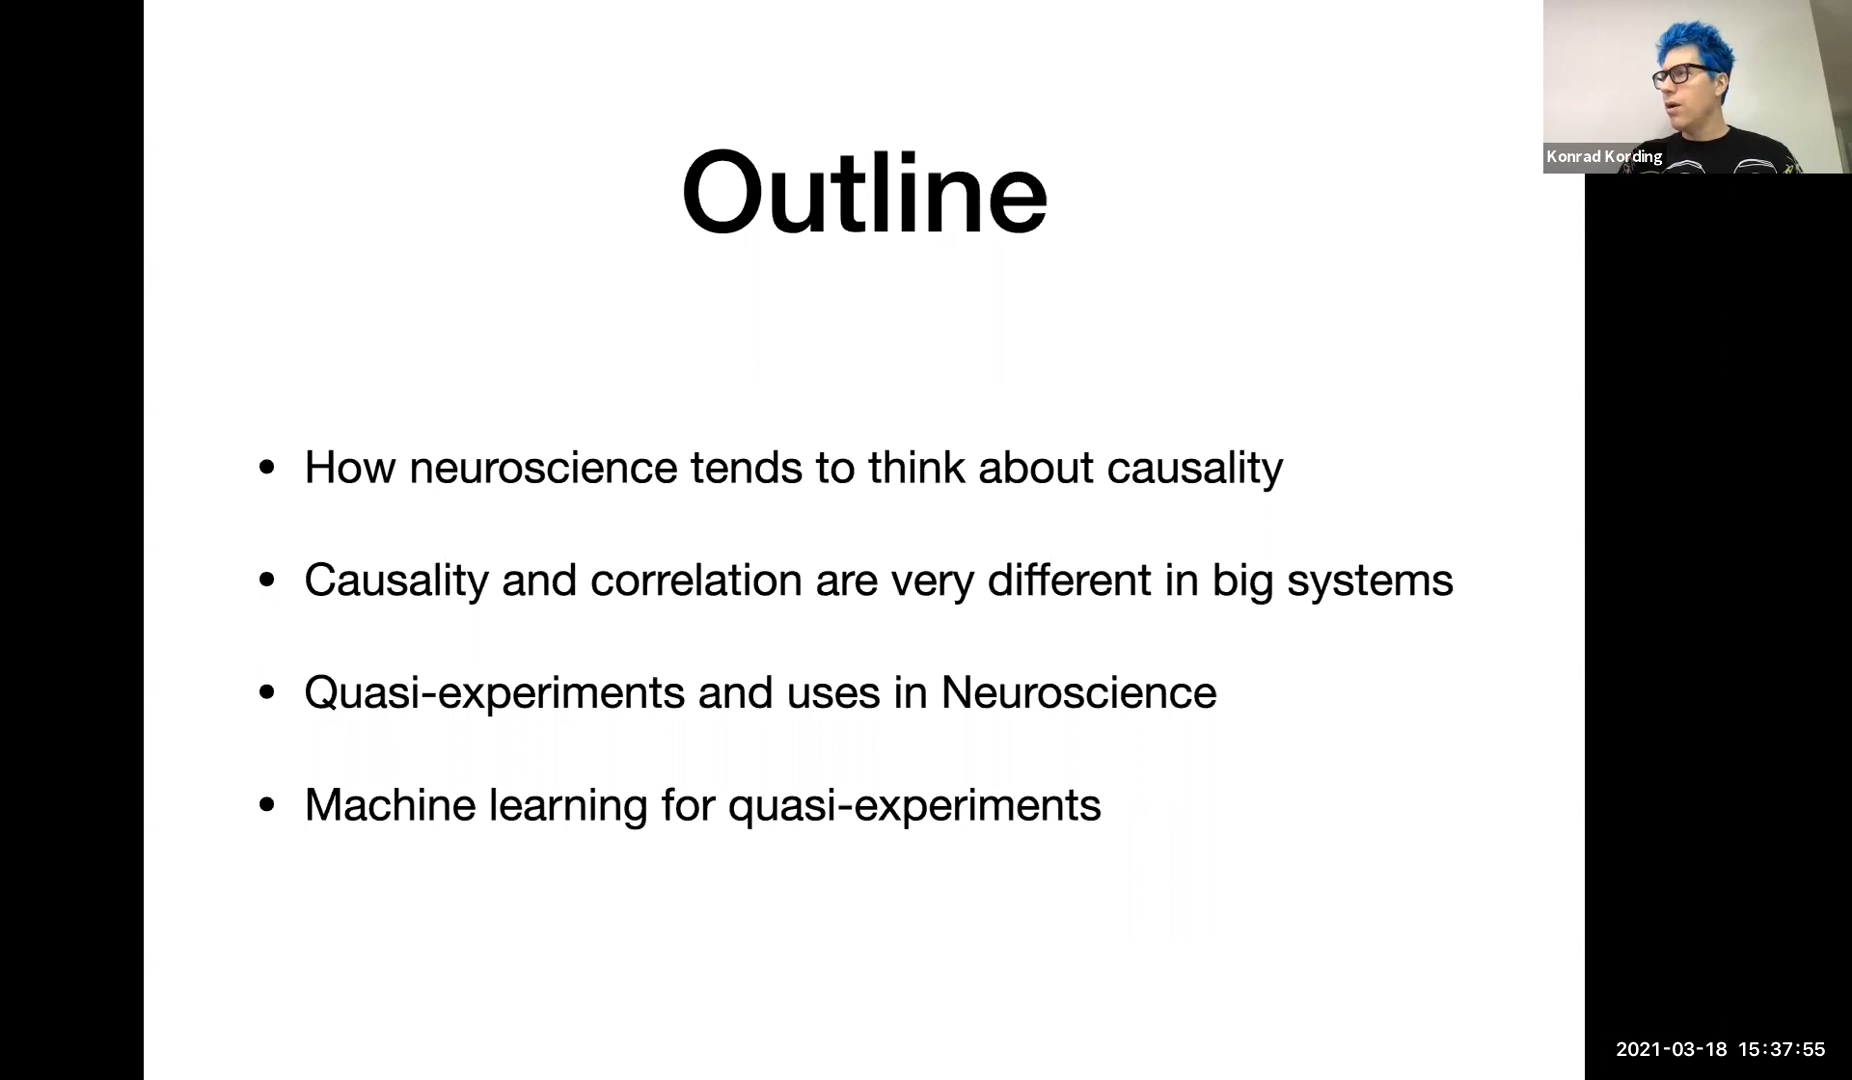 Outline
Konrad Kording
• How neuroscience tends to think about causality
• Causality and correlation are very different in big systems
• Quasi-experiments and uses in Neuroscience
• Machine learning for quasi-experiments
2021-03-18 15:37:55